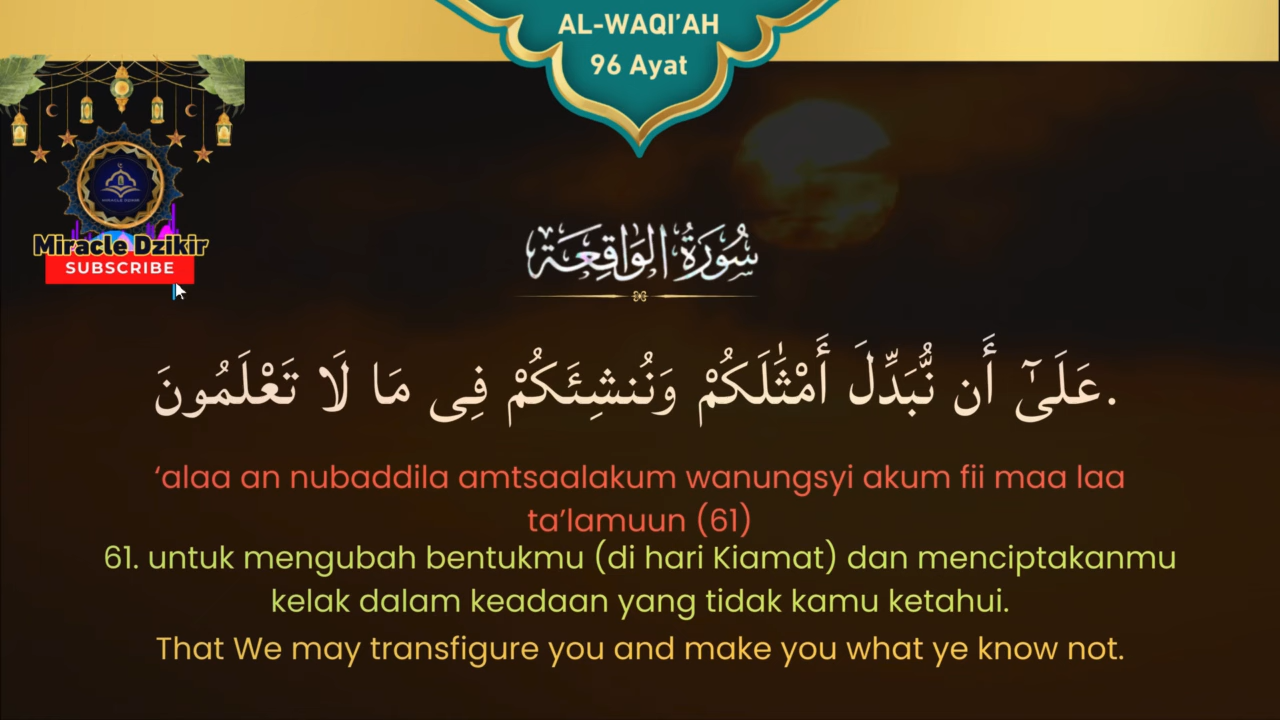 AL-WAQI'AH
96 Ayat
Miracle Dzikir
SUBSCRIBE
سُورَةُ الوَاقِعَة
عَلَىٰٓ أَن نُّبَدِّلَ أَمْثَٰلَكُمْ وَنُنشِئَكُمْ فِى مَا لَا تَعْلَمُونَ.
‘alaa an nubaddila amtsaalakum wanungsyi akum fii maa laa
ta’lamuun (61)
61. untuk mengubah bentukmu (di hari Kiamat) dan menciptakanmu
kelak dalam keadaan yang tidak kamu ketahui.
That We may transfigure you and make you what ye know not.